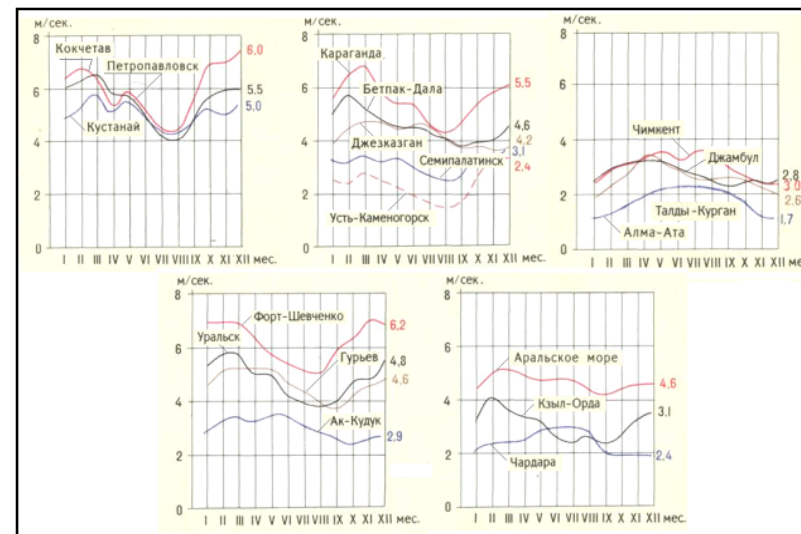 м/сек.
8
Кокчетав
6,0
Петропавловск
6
5,5
5,0
Кустанай
4
2
0
I II III IV V VI VII VIII IX X XI XII мес.
м/сек.
8
Караганда
6
5,5
Бетпак-Дала
4,6
4
4,2
Джезказган
3,1
Семипалатинск
2,4
2
Усть-Каменогорск
0
I II III IV V VI VII VIII IX X XI XII мес.
м/сек.
8
6
Чимкент
4
Джамбул
2,8
3,0
2,6
2
Талды-Курган
1,7
Алма-Ата
0
I II III IV V VI VII VIII IX X XI XII мес.
8
Форт-Шевченко
6,2
Уральск
6
Гурьев
4,8
4,6
4
Ак-Кудук
2,9
2
0
I II III IV V VI VII VIII IX X XI XII мес.
8
6
Аральское море
4,6
Кзыл-Орда
4
3,1
2,4
Чардара
2
0
I II III IV V VI VII VIII IX X XI XII мес.